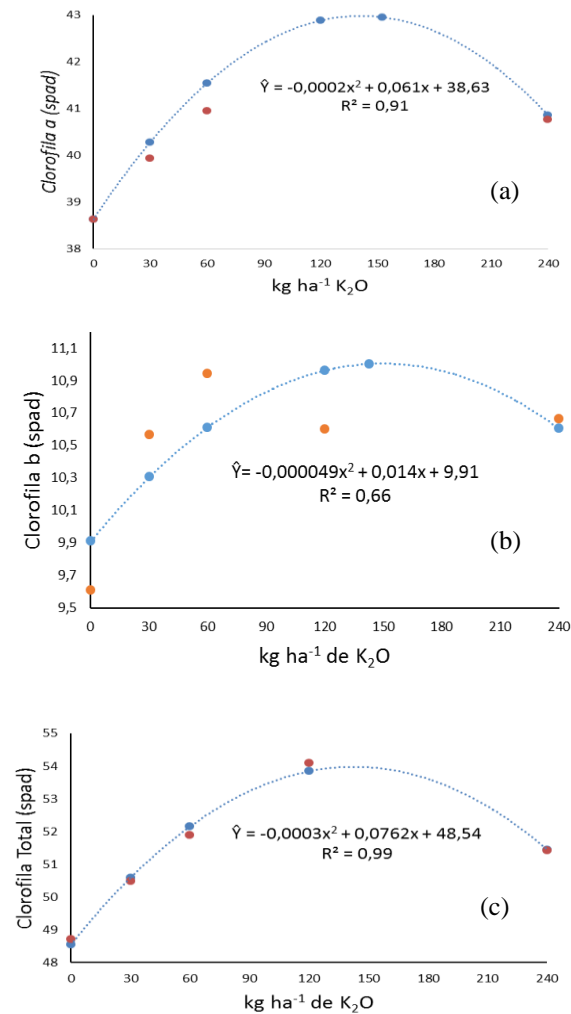 43
42
41
40
39
38
Clorofila a (spad)
Ŷ = -0,0002x² + 0,061x + 38,63
R² = 0,91
(a)
0 30 60 90 120 150 180 210 240
kg ha⁻¹ K₂O
11,1
10,9
10,7
10,5
10,3
10,1
9,9
9,7
9,5
Clorofila b (spad)
Ŷ= -0,000049x² + 0,014x + 9,91
R² = 0,66
(b)
0 30 60 90 120 150 180 210 240
kg ha⁻¹ de K₂O
55
54
53
52
51
50
49
48
Clorofila Total (spad)
Ŷ = -0,0003x² + 0,0762x + 48,54
R² = 0,99
(c)
0 30 60 90 120 150 180 210 240
kg ha⁻¹ de K₂O